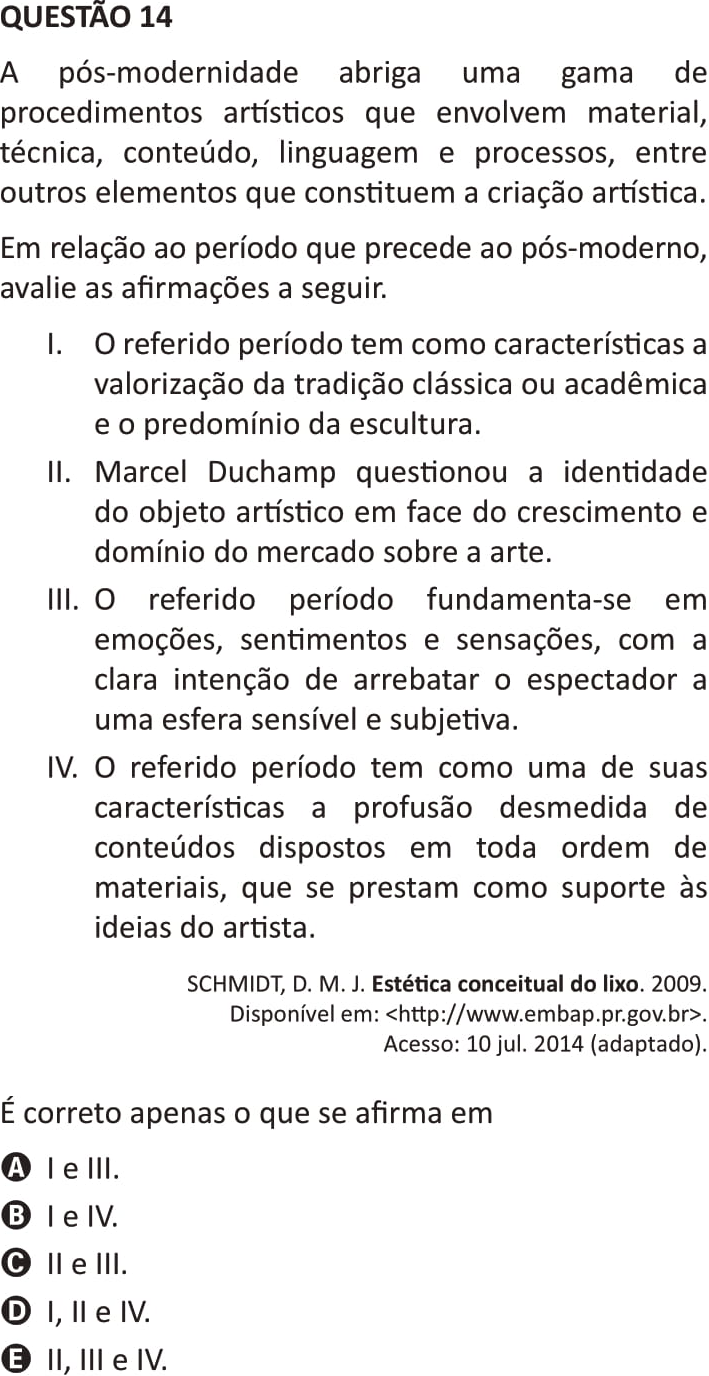 QUESTÃO 14
A pós-modernidade abriga uma gama de
procedimentos artísticos que envolvem material,
técnica, conteúdo, linguagem e processos, entre
outros elementos que constituem a criação artística.
Em relação ao período que precede ao pós-moderno,
avalie as afirmações a seguir.
I. O referido período tem como características a
valorização da tradição clássica ou acadêmica
e o predomínio da escultura.
II. Marcel Duchamp questionou a identidade
do objeto artístico em face do crescimento e
domínio do mercado sobre a arte.
III. O referido período fundamenta-se em
emoções, sentimentos e sensações, com a
clara intenção de arrebatar o espectador a
uma esfera sensível e subjetiva.
IV. O referido período tem como uma de suas
características a profusão desmedida de
conteúdos dispostos em toda ordem de
materiais, que se prestam como suporte às
ideias do artista.
SCHMIDT, D. M. J. Estética conceitual do lixo. 2009.
Disponível em: <http://www.embap.pr.gov.br>.
Acesso: 10 jul. 2014 (adaptado).
É correto apenas o que se afirma em
A I e III.
B I e IV.
C II e III.
D I, II e IV.
E II, III e IV.